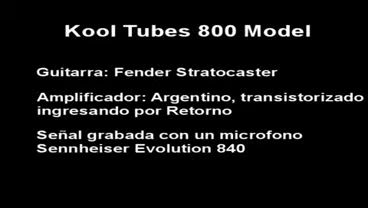 Kool Tubes 800 Model
Guitarra: Fender Stratocaster
Amplificador: Argentino, transistorizado
ingresando por Retorno
Señal grabada con un microfono
Sennheiser Evolution 840